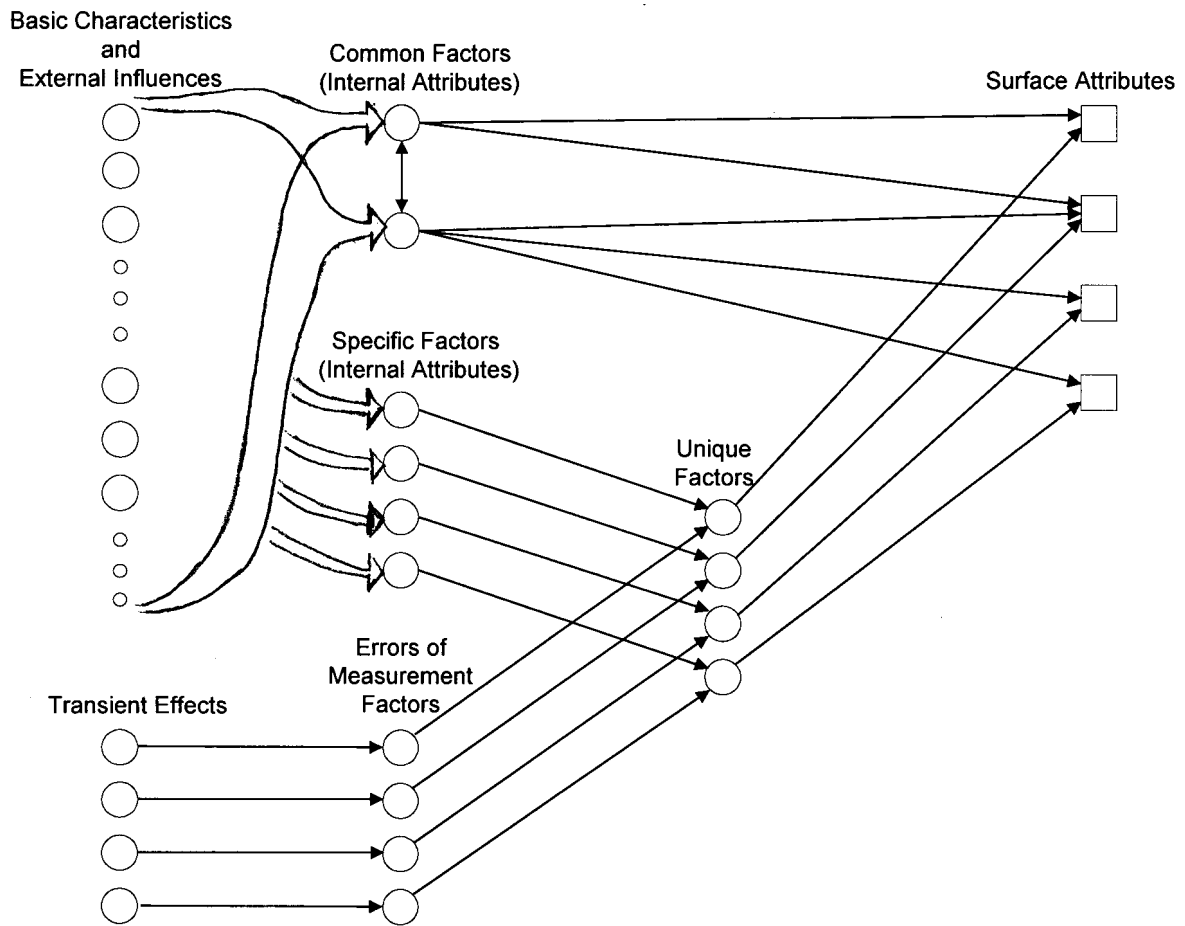 Basic Characteristics
and
External Influences
Common Factors
(Internal Attributes)
Surface Attributes
Specific Factors
(Internal Attributes)
Unique
Factors
Errors of
Measurement
Factors
Transient Effects